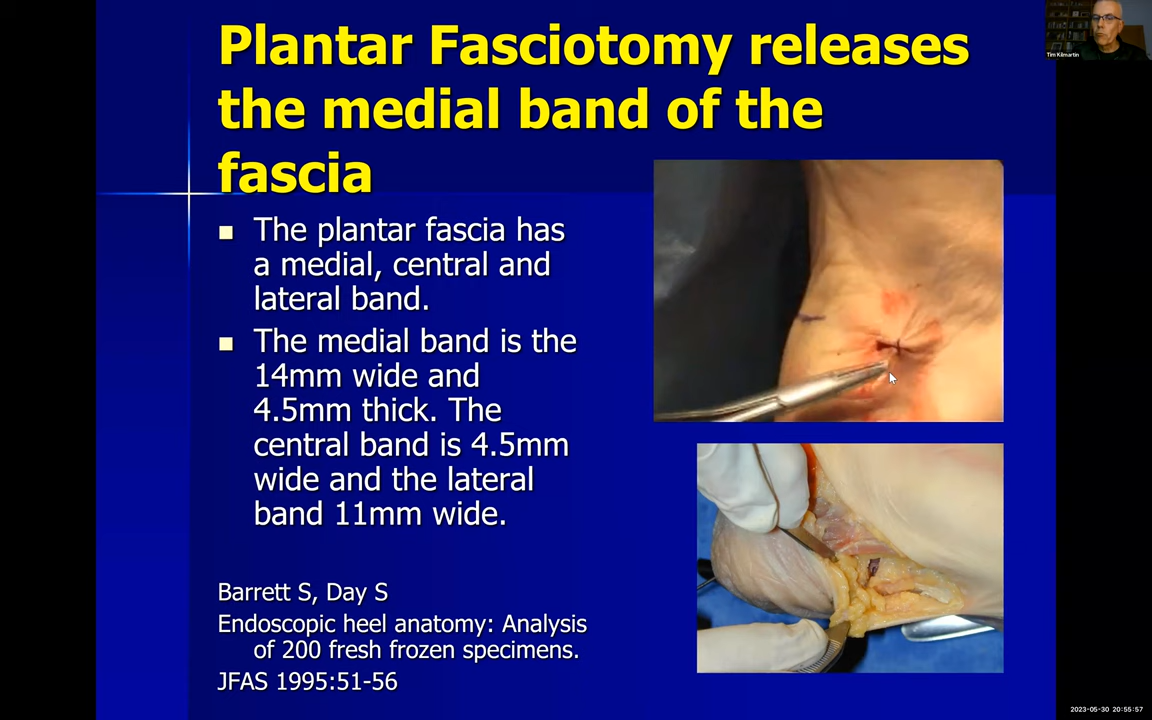 Plantar Fasciotomy releases
the medial band of the
fascia
The plantar fascia has
a medial, central and
lateral band.
The medial band is the
14mm wide and
4.5mm thick. The
central band is 4.5mm
wide and the lateral
band 11mm wide.
Barrett S, Day S
Endoscopic heel anatomy: Analysis
of 200 fresh frozen specimens.
JFAS 1995:51-56
Tim Kilmartin
2023-05-30 20:55:57